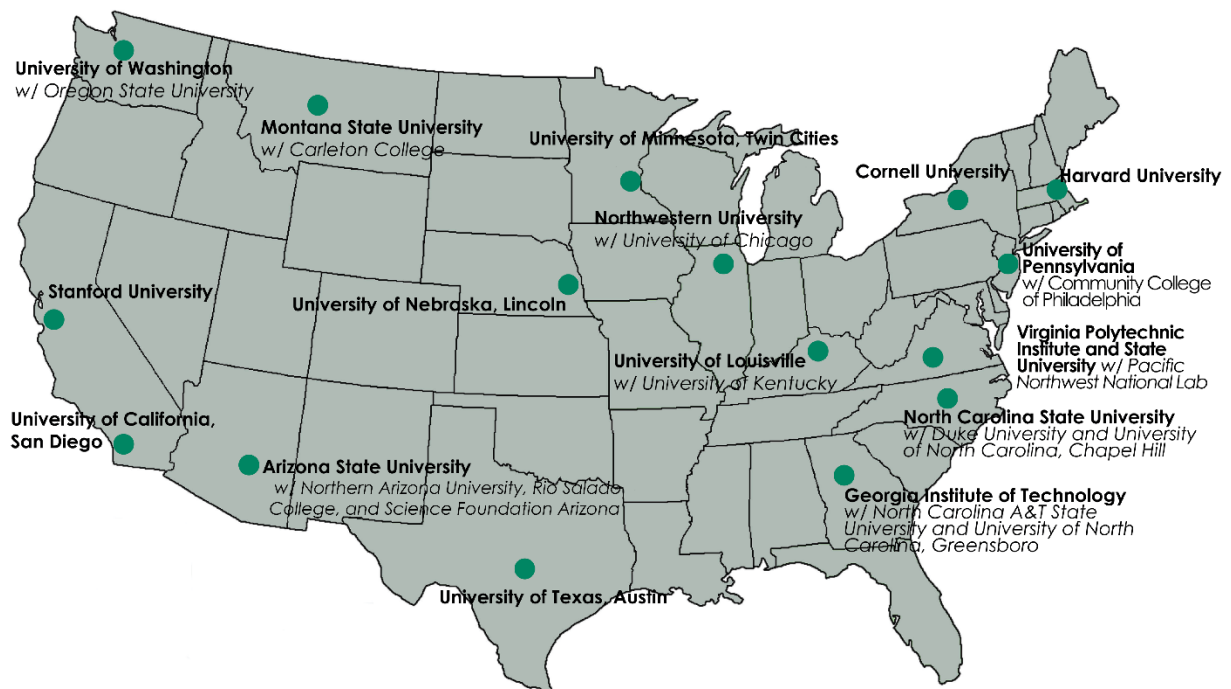 University of Washington
w/ Oregon State University
Montana State University
w/ Carleton College
University of Minnesota, Twin Cities
Cornell University
Harvard University
Northwestern University
w/ University of Chicago
University of
Pennsylvania
w/ Community College
of Philadelphia
Stanford University
University of Nebraska, Lincoln
Virginia Polytechnic
Institute and State
University w/ Pacific
Northwest National Lab
University of Louisville
w/ University of Kentucky
University of California,
San Diego
North Carolina State University
w/ Duke University and University
of North Carolina, Chapel Hill
Arizona State University
w/ Northern Arizona University, Rio Salado
College, and Science Foundation Arizona
Georgia Institute of Technology
w/ North Carolina A&T State
University and University of North
Carolina, Greensboro
University of Texas, Austin